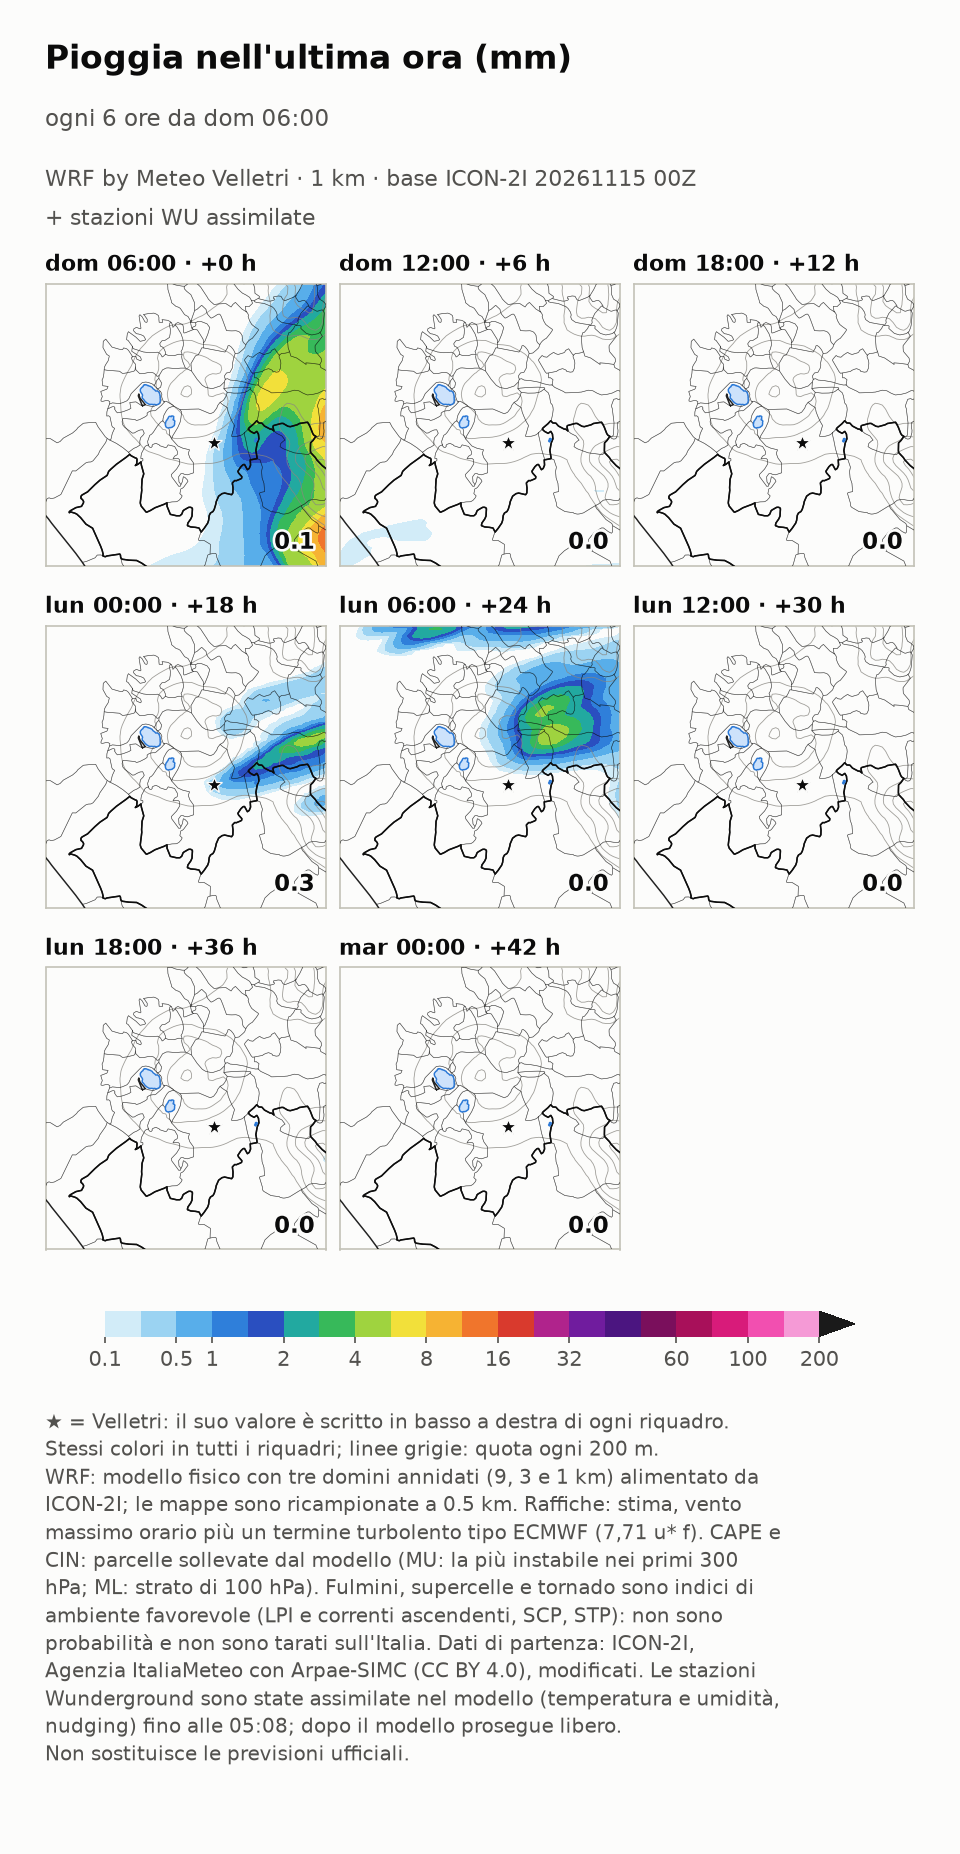 Pioggia nell'ultima ora (mm)
ogni 6 ore da dom 06:00
WRF by Meteo Velletri · 1 km · base ICON-2I 20261115 00Z
+ stazioni WU assimilate
dom 06:00 · +0 h
dom 12:00 · +6 h
dom 18:00 · +12 h
0.1
0.0
0.0
lun 00:00 · +18 h
lun 06:00 · +24 h
lun 12:00 · +30 h
0.3
0.0
0.0
lun 18:00 · +36 h
mar 00:00 · +42 h
0.0
0.0
0.1 0.5 1 2 4 8 16 32 60 100 200
★ = Velletri: il suo valore è scritto in basso a destra di ogni riquadro.
Stessi colori in tutti i riquadri; linee grigie: quota ogni 200 m.
WRF: modello fisico con tre domini annidati (9, 3 e 1 km) alimentato da
ICON-2I; le mappe sono ricampionate a 0.5 km. Raffiche: stima, vento
massimo orario più un termine turbolento tipo ECMWF (7,71 u* f). CAPE e
CIN: parcelle sollevate dal modello (MU: la più instabile nei primi 300
hPa; ML: strato di 100 hPa). Fulmini, supercelle e tornado sono indici di
ambiente favorevole (LPI e correnti ascendenti, SCP, STP): non sono
probabilità e non sono tarati sull'Italia. Dati di partenza: ICON-2I,
Agenzia ItaliaMeteo con Arpae-SIMC (CC BY 4.0), modificati. Le stazioni
Wunderground sono state assimilate nel modello (temperatura e umidità,
nudging) fino alle 05:08; dopo il modello prosegue libero.
Non sostituisce le previsioni ufficiali.